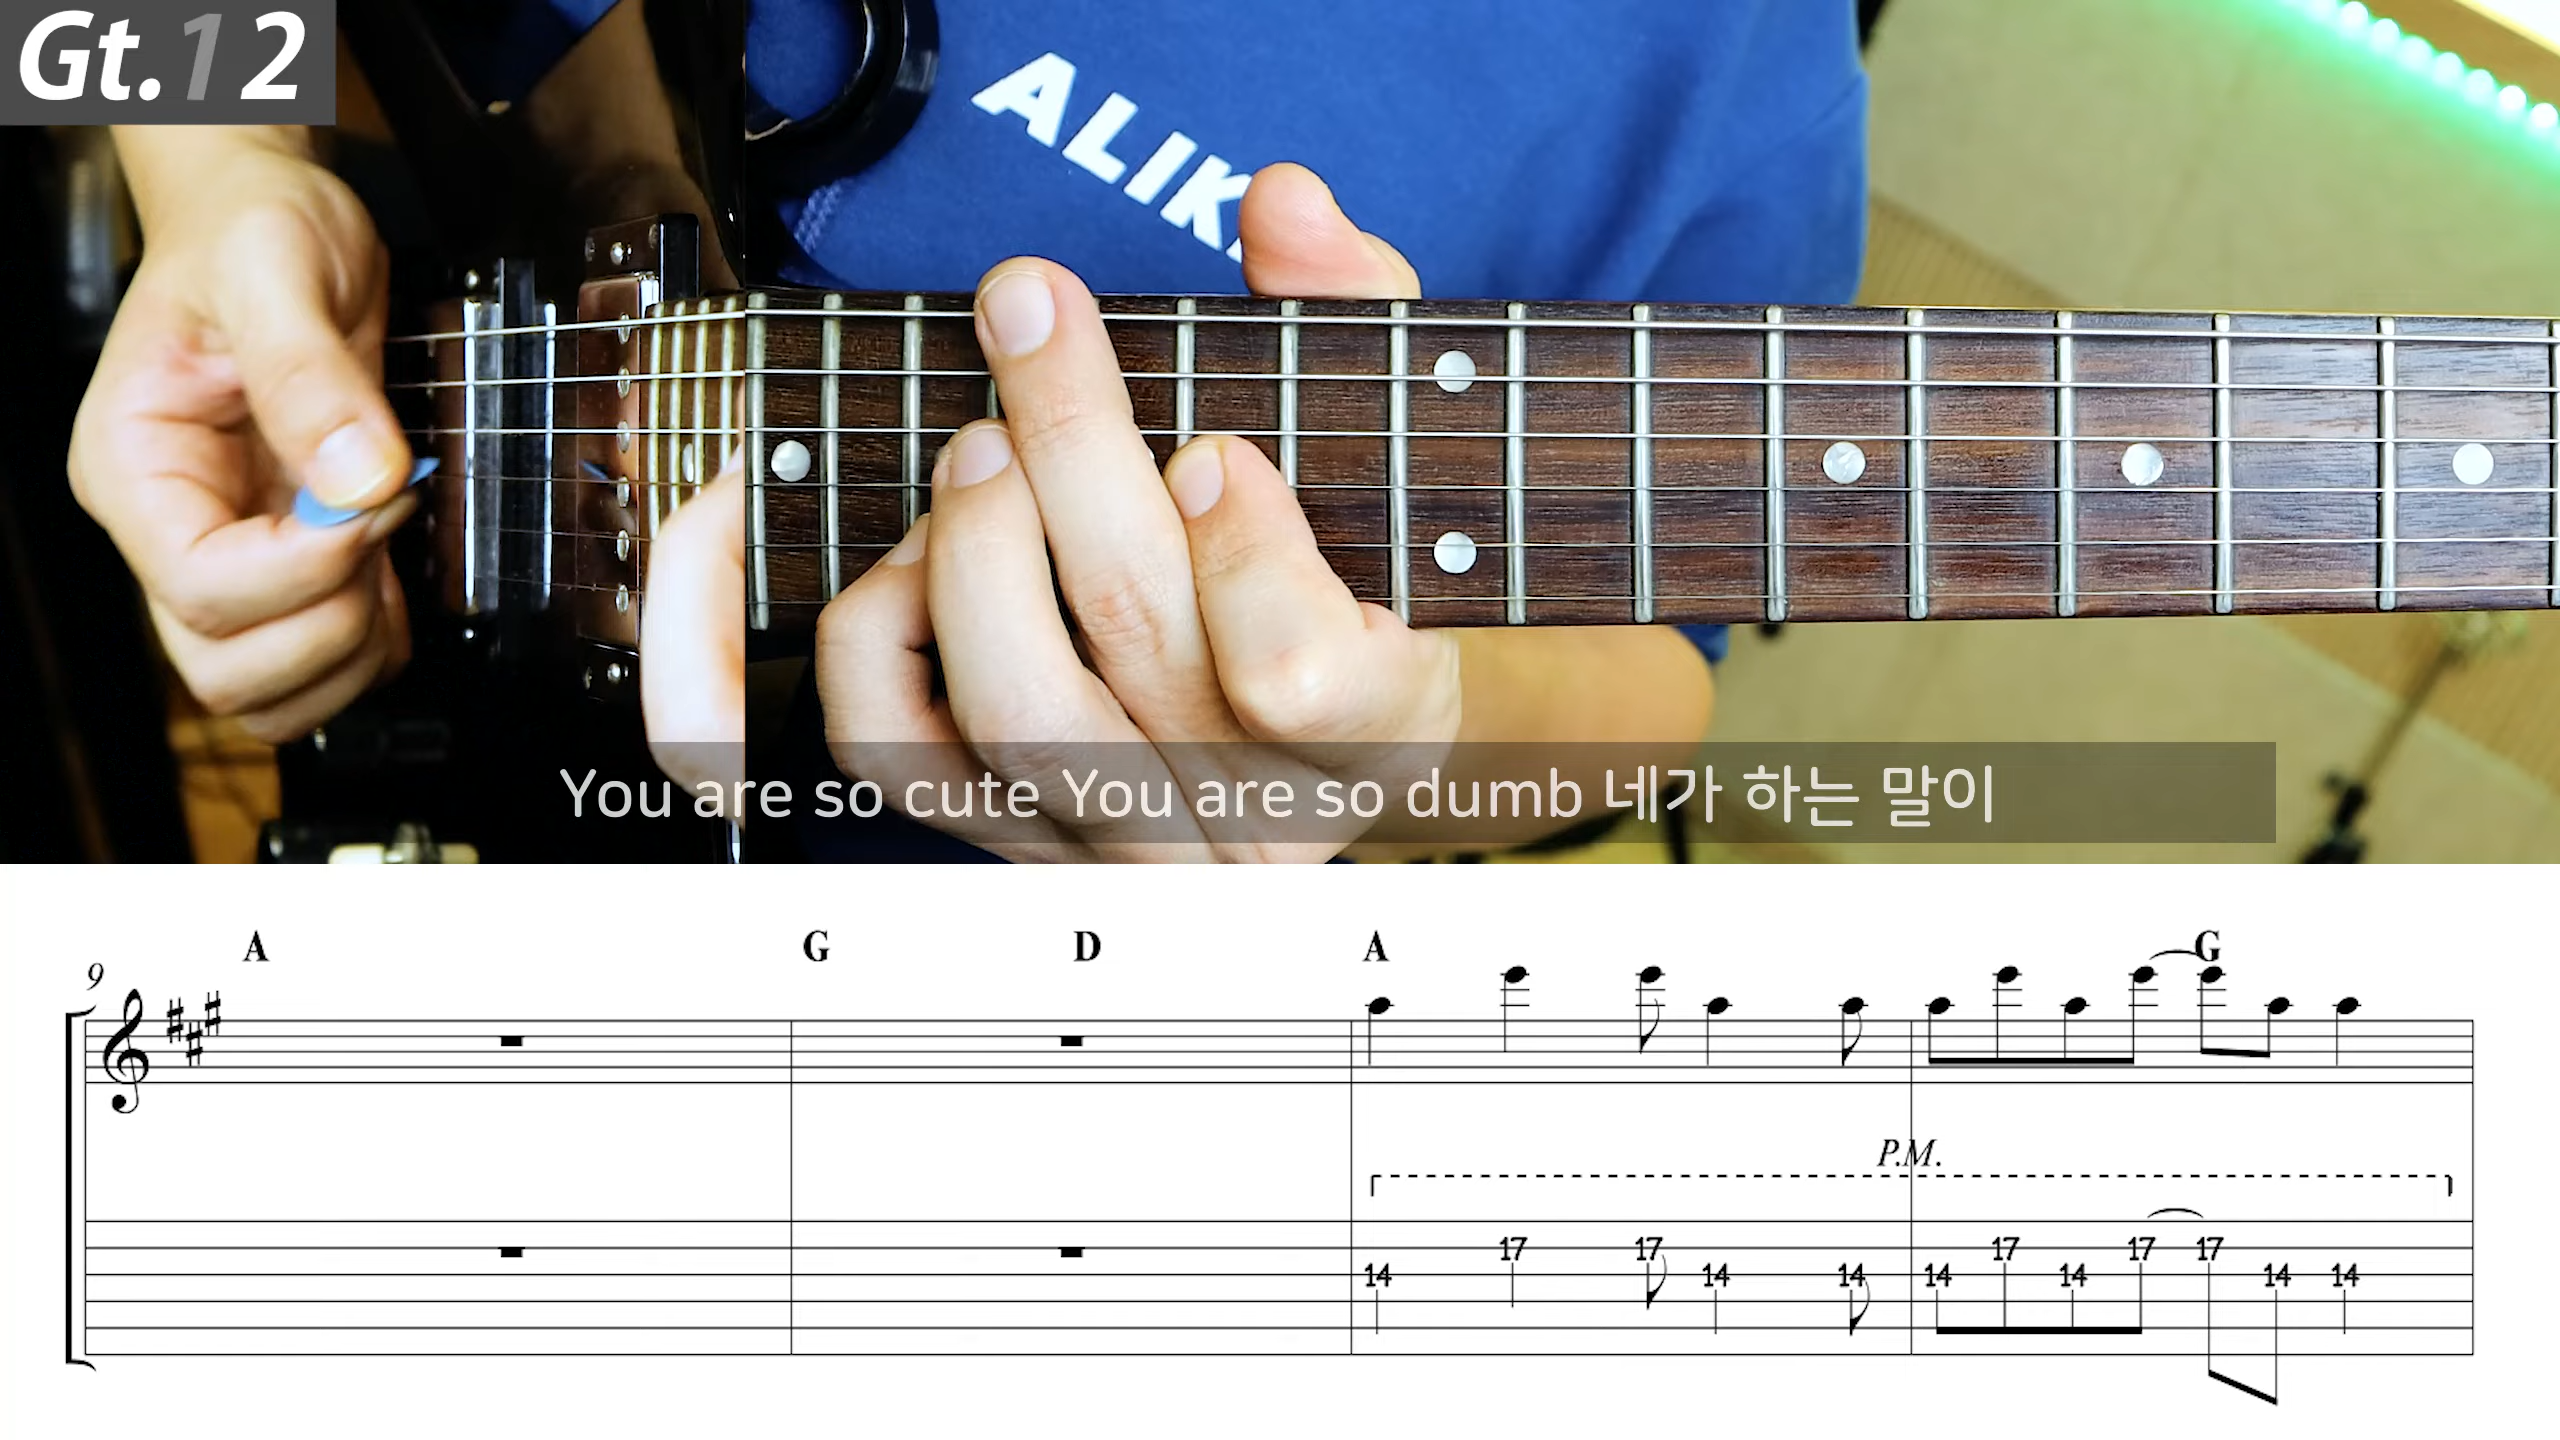 Gt.12
ALIK
You are so cute You are so dumb 네가 하는 말이
A G D A G
9
P.M.
17 17 17 17 17
14 14 14 14 14 14 14